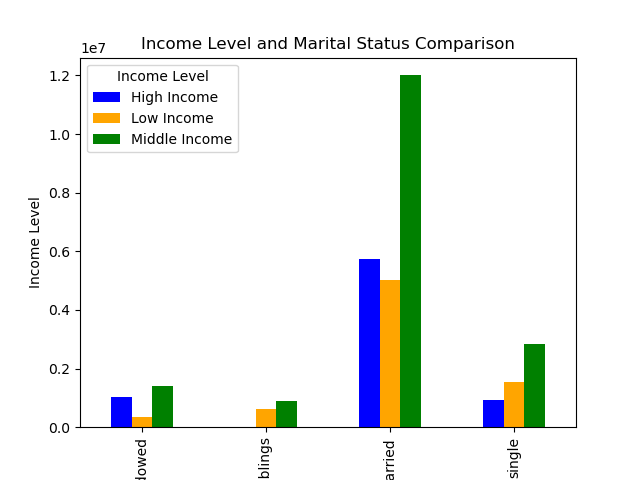 Income Level and Marital Status Comparison
1e7
Income Level
High Income
Low Income
Middle Income
1.2
1.0
0.8
0.6
0.4
0.2
0.0
Income Level
dowed
blings
arried
single